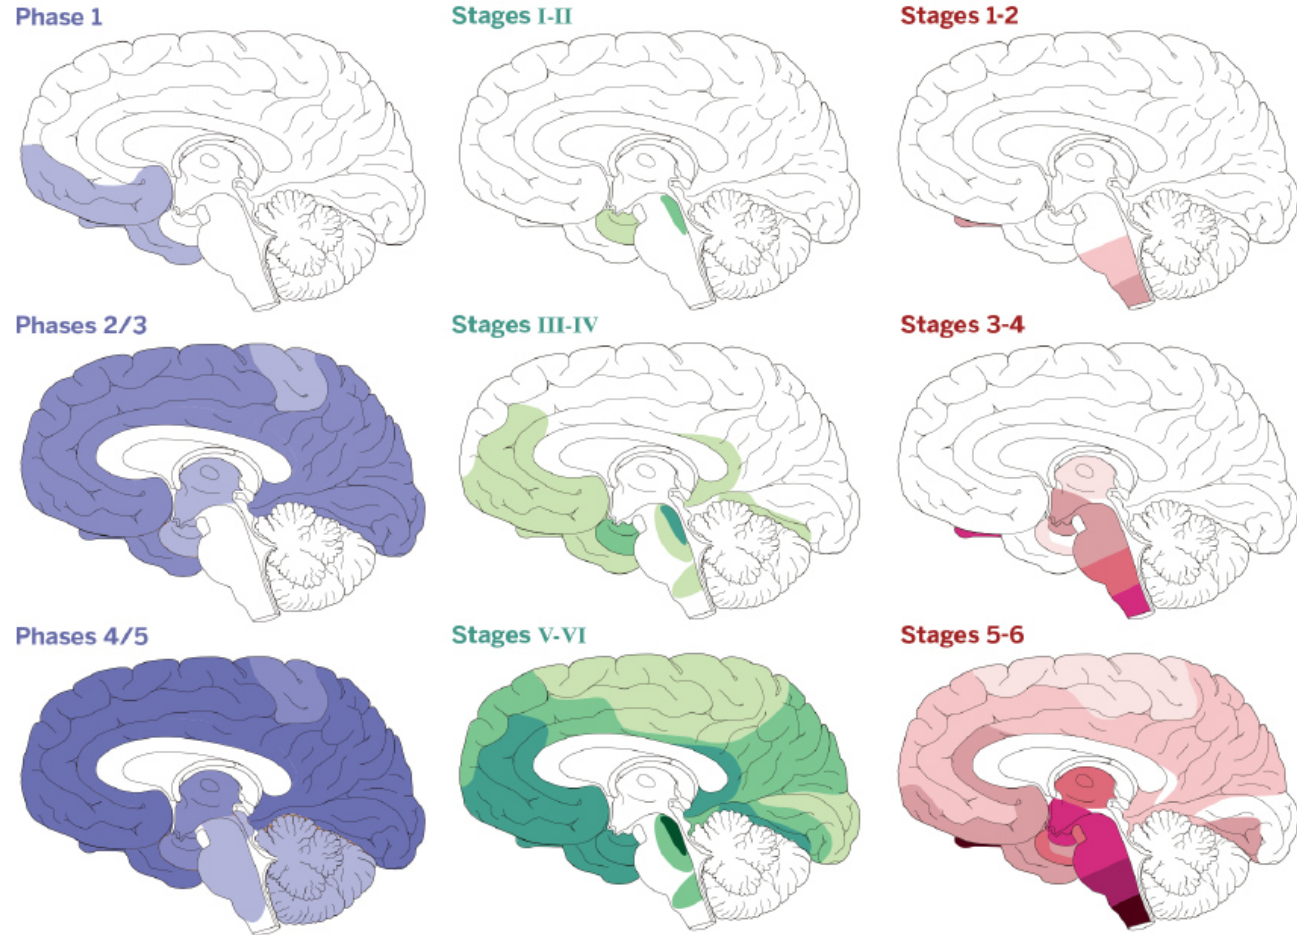 Phase 1
Stages I-II
Stages 1-2
Phases 2/3
Stages III-IV
Stages 3-4
Phases 4/5
Stages V-VI
Stages 5-6